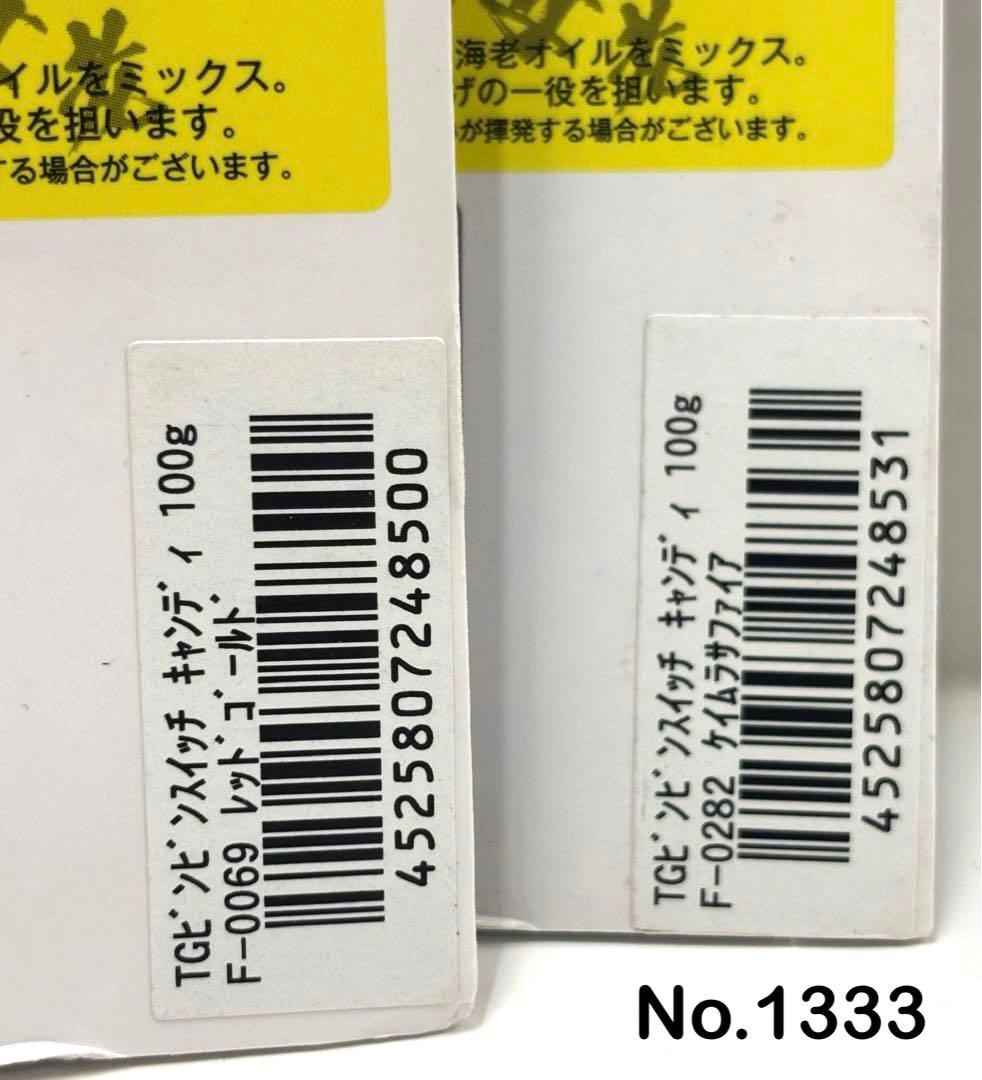 イルをミックス。
役を担います。
する場合がございます。
海老オイルをミックス。
げの一役を担います。
が揮発する場合がございます。
TGﾋﾞﾝﾋﾞﾝｽｲｯﾁ ｷｬﾝﾃﾞｨ 100g
F-0069 ﾚｯﾄﾞｺﾞｰﾙﾄﾞ
4525807248500
TGﾋﾞﾝﾋﾞﾝｽｲｯﾁ ｷｬﾝﾃﾞｨ 100g
F-0282 ｹｲﾑﾗｻﾌｧｲｱ
4525807248531
No.1333